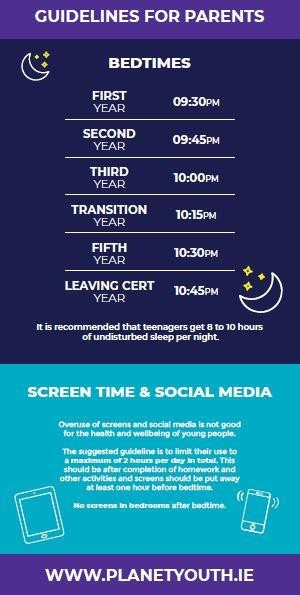 GUIDELINES FOR PARENTS
BEDTIMES
FIRST YEAR 09:30PM
SECOND YEAR 09:45PM
THIRD YEAR 10:00PM
TRANSITION YEAR 10:15PM
FIFTH YEAR 10:30PM
LEAVING CERT YEAR 10:45PM
It is recommended that teenagers get 8 to 10 hours
of undisturbed sleep per night.
SCREEN TIME & SOCIAL MEDIA
Overuse of screens and social media is not good
for the health and wellbeing of young people.
The suggested guideline is to limit their use to
a maximum of 2 hours per day in total. This
should be after completion of homework and
other activities and screens should be put away
at least one hour before bedtime.
No screens in bedrooms after bedtime.
WWW.PLANETYOUTH.IE